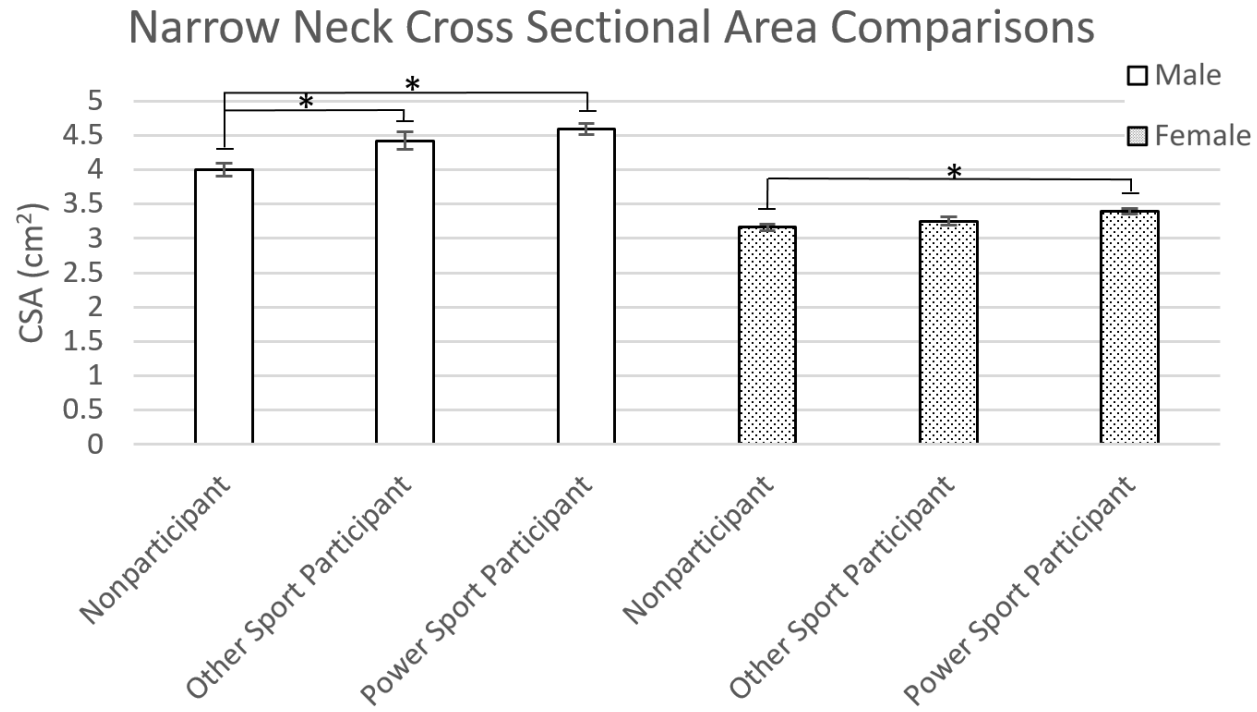 Narrow Neck Cross Sectional Area Comparisons
Male
Female
*
*
*
CSA (cm²)
5
4.5
4
3.5
3
2.5
2
1.5
1
0.5
0
Nonparticipant
Other Sport Participant
Power Sport Participant
Nonparticipant
Other Sport Participant
Power Sport Participant